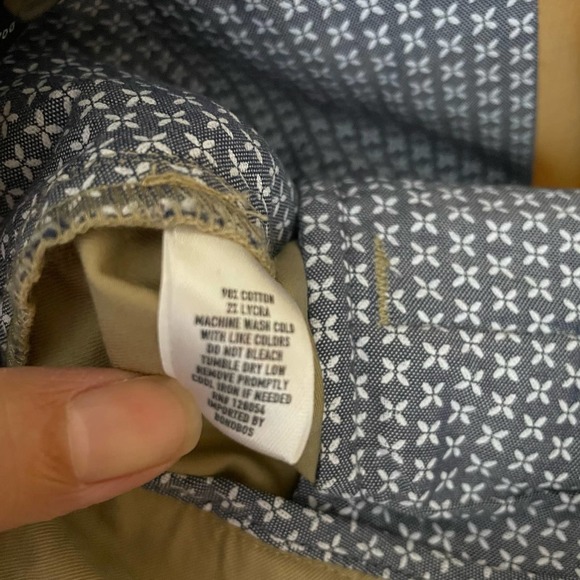 98% COTTON
2% LYCRA
MACHINE WASH COLD
WITH LIKE COLORS
DO NOT BLEACH
TUMBLE DRY LOW
REMOVE PROMPTLY
COOL IRON IF NEEDED
RN# 128054
IMPORTED BY
BONOBOS